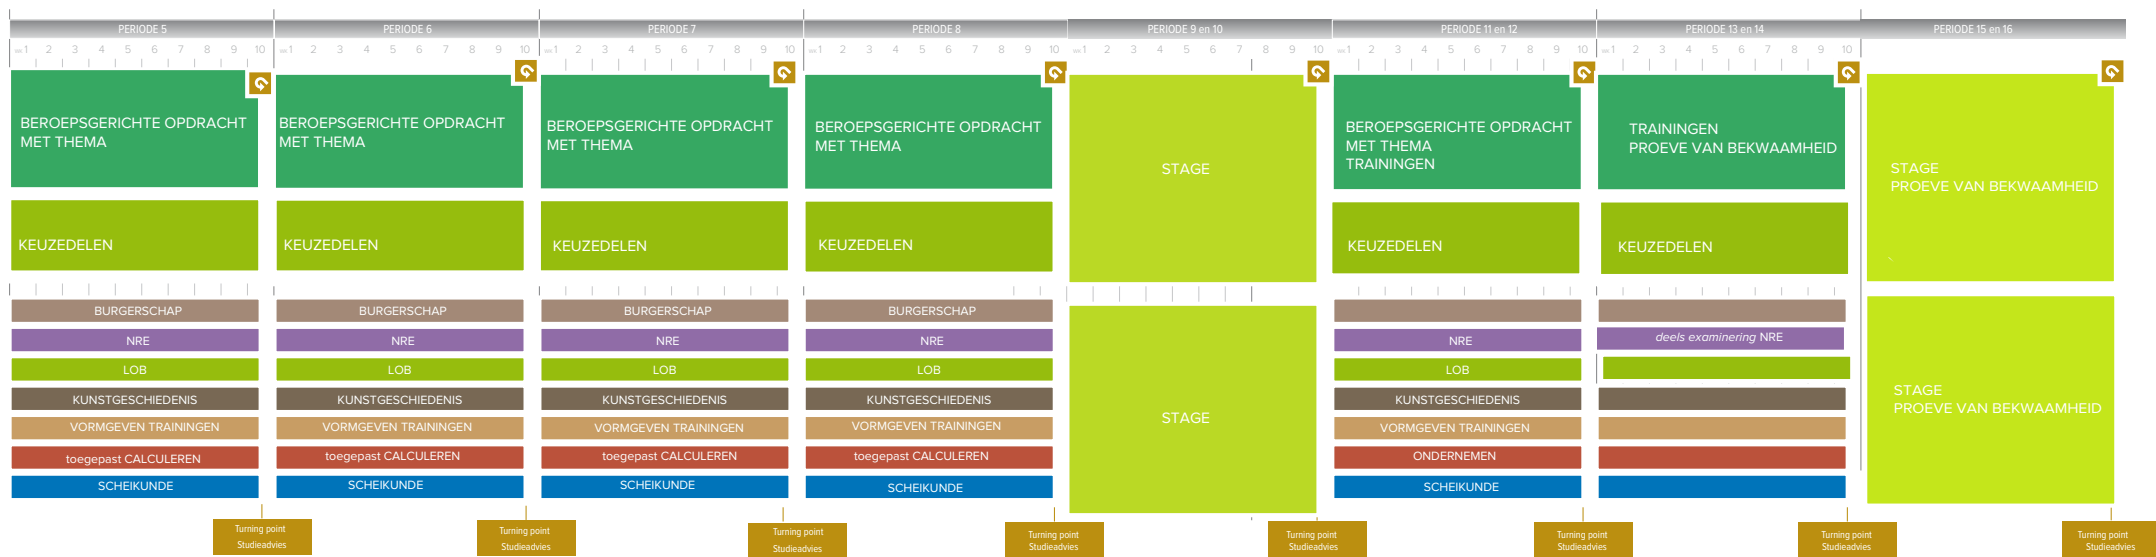 PERIODE 5 PERIODE 6 PERIODE 7 PERIODE 8 PERIODE 9 en 10 PERIODE 11 en 12 PERIODE 13 en 14 PERIODE 15 en 16
1 2 3 4 5 6 7 8 9 10 1 2 3 4 5 6 7 8 9 10 1 2 3 4 5 6 7 8 9 10 1 2 3 4 5 6 7 8 9 10 1 2 3 4 5 6 7 8 9 10 1 2 3 4 5 6 7 8 9 10 1 2 3 4 5 6 7 8 9 10
BEROEPSGERICHTE OPDRACHT
MET THEMA
BEROEPSGERICHTE OPDRACHT
MET THEMA
BEROEPSGERICHTE OPDRACHT
MET THEMA
BEROEPSGERICHTE OPDRACHT
MET THEMA
STAGE
BEROEPSGERICHTE OPDRACHT
MET THEMA
TRAININGEN
TRAININGEN
PROEVE VAN BEKWAAMHEID
STAGE
PROEVE VAN BEKWAAMHEID
KEUZEDELEN KEUZEDELEN KEUZEDELEN KEUZEDELEN KEUZEDELEN KEUZEDELEN
BURGERSCHAP BURGERSCHAP BURGERSCHAP BURGERSCHAP
NRE NRE NRE NRE NRE deels examinering NRE
LOB LOB LOB LOB LOB
KUNSTGESCHIEDENIS KUNSTGESCHIEDENIS KUNSTGESCHIEDENIS KUNSTGESCHIEDENIS KUNSTGESCHIEDENIS
STAGE
STAGE
PROEVE VAN BEKWAAMHEID
VORMGEVEN TRAININGEN VORMGEVEN TRAININGEN VORMGEVEN TRAININGEN VORMGEVEN TRAININGEN VORMGEVEN TRAININGEN
toegepast CALCULEREN toegepast CALCULEREN toegepast CALCULEREN toegepast CALCULEREN ONDERNEMEN
SCHEIKUNDE SCHEIKUNDE SCHEIKUNDE SCHEIKUNDE SCHEIKUNDE
Turning point
Studieadvies
Turning point
Studieadvies
Turning point
Studieadvies
Turning point
Studieadvies
Turning point
Studieadvies
Turning point
Studieadvies
Turning point
Studieadvies
Turning point
Studieadvies